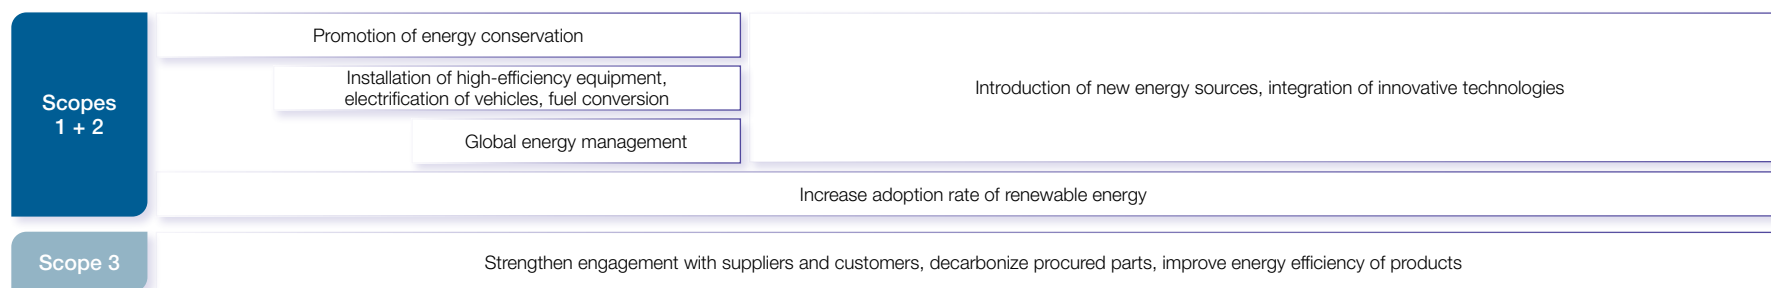 Scopes
1 + 2
Promotion of energy conservation
Installation of high-efficiency equipment,
electrification of vehicles, fuel conversion
Global energy management
Introduction of new energy sources, integration of innovative technologies
Increase adoption rate of renewable energy
Scope 3
Strengthen engagement with suppliers and customers, decarbonize procured parts, improve energy efficiency of products